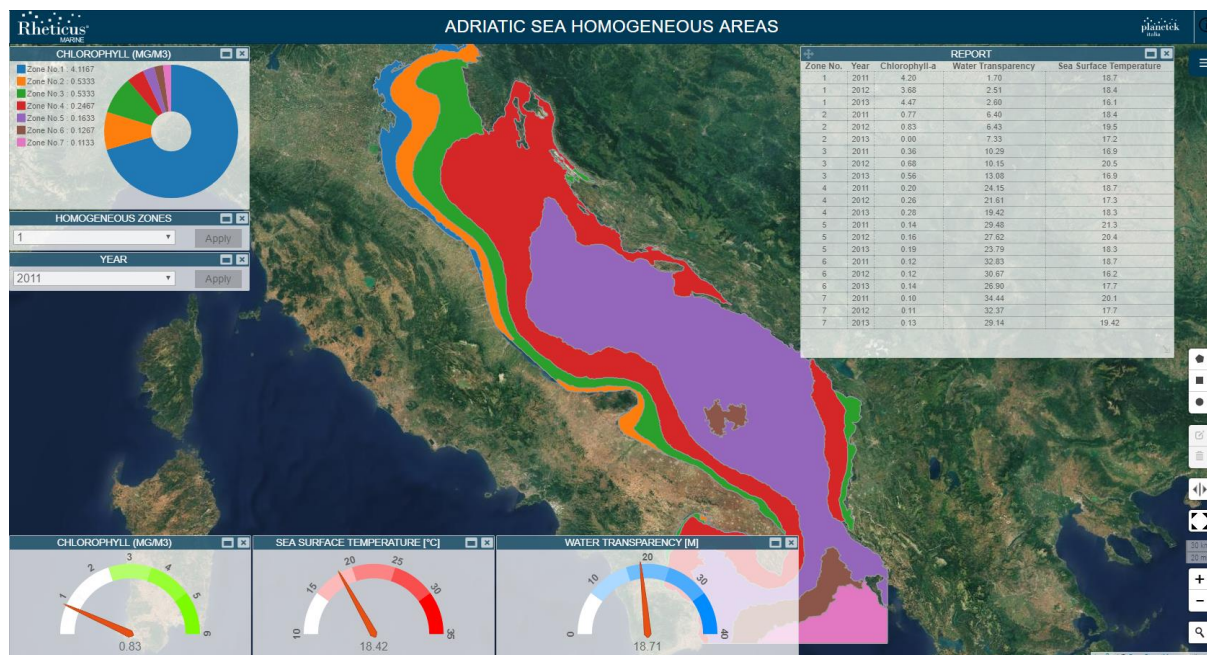 Rheticus
MARINE
ADRIATIC SEA HOMOGENEOUS AREAS
planetek
italia
CHLOROPHYLL (MG/M3)
Zone No.1 : 4.1167
Zone No.2 : 0.5333
Zone No.3 : 0.5333
Zone No.4 : 0.2467
Zone No.5 : 0.1633
Zone No.6 : 0.1267
Zone No.7 : 0.1133
HOMOGENEOUS ZONES
1
Apply
YEAR
2011
Apply
REPORT
Zone No. Year Chlorophyll-a Water Transparency Sea Surface Temperature
1 2011 4.20 1.70 18.7
1 2012 3.68 2.51 18.4
1 2013 4.47 2.60 16.1
2 2011 0.77 6.40 18.4
2 2012 0.83 6.43 19.5
2 2013 0.00 7.33 17.2
3 2011 0.36 10.29 16.9
3 2012 0.68 10.15 20.5
3 2013 0.56 13.08 16.9
4 2011 0.20 24.15 18.7
4 2012 0.26 21.61 17.3
4 2013 0.28 19.42 18.3
5 2011 0.14 29.48 21.3
5 2012 0.16 27.62 20.4
5 2013 0.19 23.79 18.3
6 2011 0.12 32.83 18.7
6 2012 0.12 30.67 16.2
6 2013 0.14 26.90 17.7
7 2011 0.10 34.44 20.1
7 2012 0.11 32.37 17.7
7 2013 0.13 29.14 19.42
CHLOROPHYLL (MG/M3)
1 2 3 4 5 6
0.83
SEA SURFACE TEMPERATURE [°C]
10 15 20 25 30 35
18.42
WATER TRANSPARENCY [M]
0 10 20 30 40
18.71
30 km
20 mi
+
−